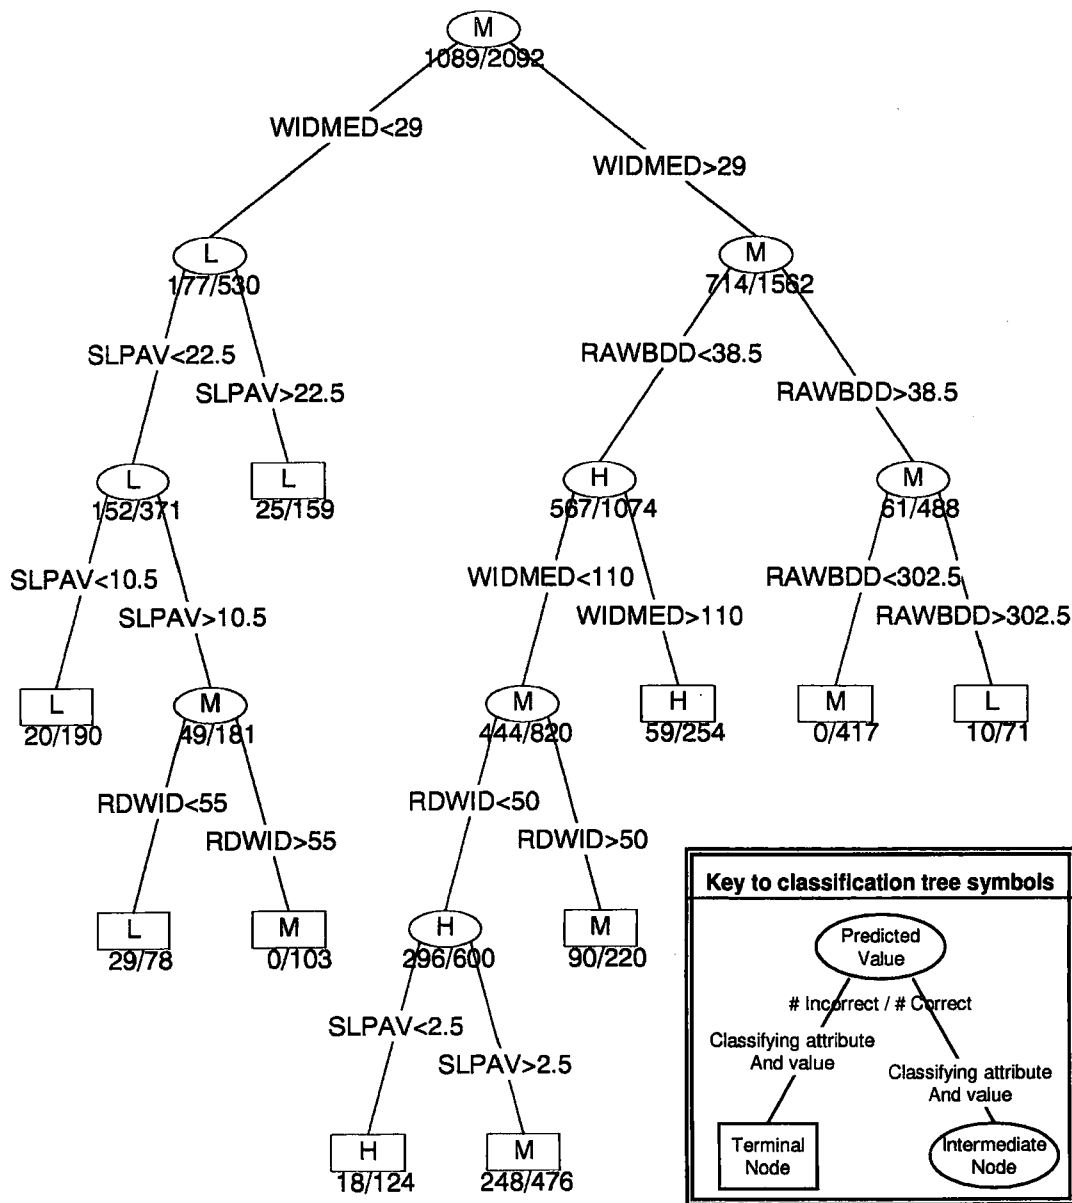 M
1089/2092
WIDMED<29
WIDMED>29
L
177/530
M
714/1562
SLPAV<22.5
SLPAV>22.5
RAWBDD<38.5
RAWBDD>38.5
L
152/371
L
25/159
H
567/1074
M
61/488
SLPAV<10.5
SLPAV>10.5
WIDMED<110
WIDMED>110
RAWBDD<302.5
RAWBDD>302.5
L
20/190
M
49/181
M
444/820
H
59/254
M
0/417
L
10/71
RDWID<55
RDWID>55
RDWID<50
RDWID>50
L
29/78
M
0/103
H
296/600
M
90/220
SLPAV<2.5
SLPAV>2.5
H
18/124
M
248/476
Key to classification tree symbols
Predicted
Value
# Incorrect / # Correct
Classifying attribute
And value
Classifying attribute
And value
Terminal
Node
Intermediate
Node